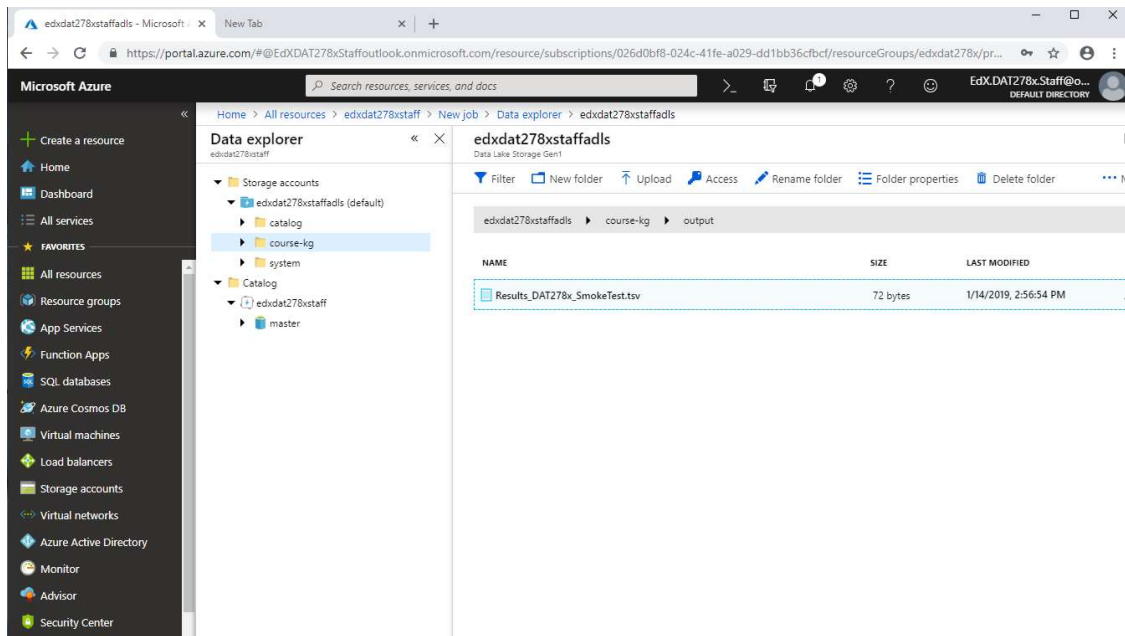 edxdat278xstaffadls - Microsoft
New Tab
https://portal.azure.com/#@EdXDAT278xStaffoutlook.onmicrosoft.com/resource/subscriptions/026d0bf8-024c-41fe-a029-dd1bb36cfbcf/resourceGroups/edxdat278x/pr...
Microsoft Azure
Search resources, services, and docs
1
EdX.DAT278x.Staff@o...
DEFAULT DIRECTORY
Home > All resources > edxdat278xstaff > New job > Data explorer > edxdat278xstaffadls
Create a resource
Home
Dashboard
All services
FAVORITES
All resources
Resource groups
App Services
Function Apps
SQL databases
Azure Cosmos DB
Virtual machines
Load balancers
Storage accounts
Virtual networks
Azure Active Directory
Monitor
Advisor
Security Center
Data explorer
edxdat278xstaff
Storage accounts
edxdat278xstaffadls (default)
catalog
course-kg
system
Catalog
edxdat278xstaff
master
edxdat278xstaffadls
Data Lake Storage Gen1
Filter New folder Upload Access Rename folder Folder properties Delete folder
edxdat278xstaffadls course-kg output
NAME SIZE LAST MODIFIED
Results_DAT278x_SmokeTest.tsv 72 bytes 1/14/2019, 2:56:54 PM